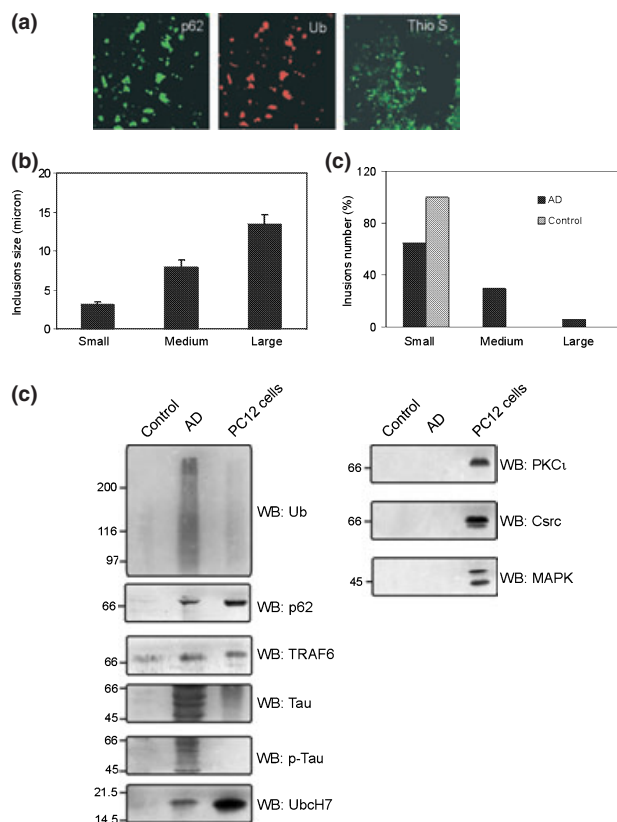 (a)
p62
Ub
Thio S
(b)
Inclusions size (micron)
20
15
10
5
0
Small
Medium
Large
(c)
Inusions number (%)
120
80
40
0
AD
Control
Small
Medium
Large
(c)
Control
AD
PC12 cells
200
116
97
WB: Ub
66
WB: p62
66
WB: TRAF6
66
45
WB: Tau
66
45
WB: p-Tau
21.5
14.5
WB: UbcH7
Control
AD
PC12 cells
66
WB: PKCι
66
WB: Csrc
45
WB: MAPK